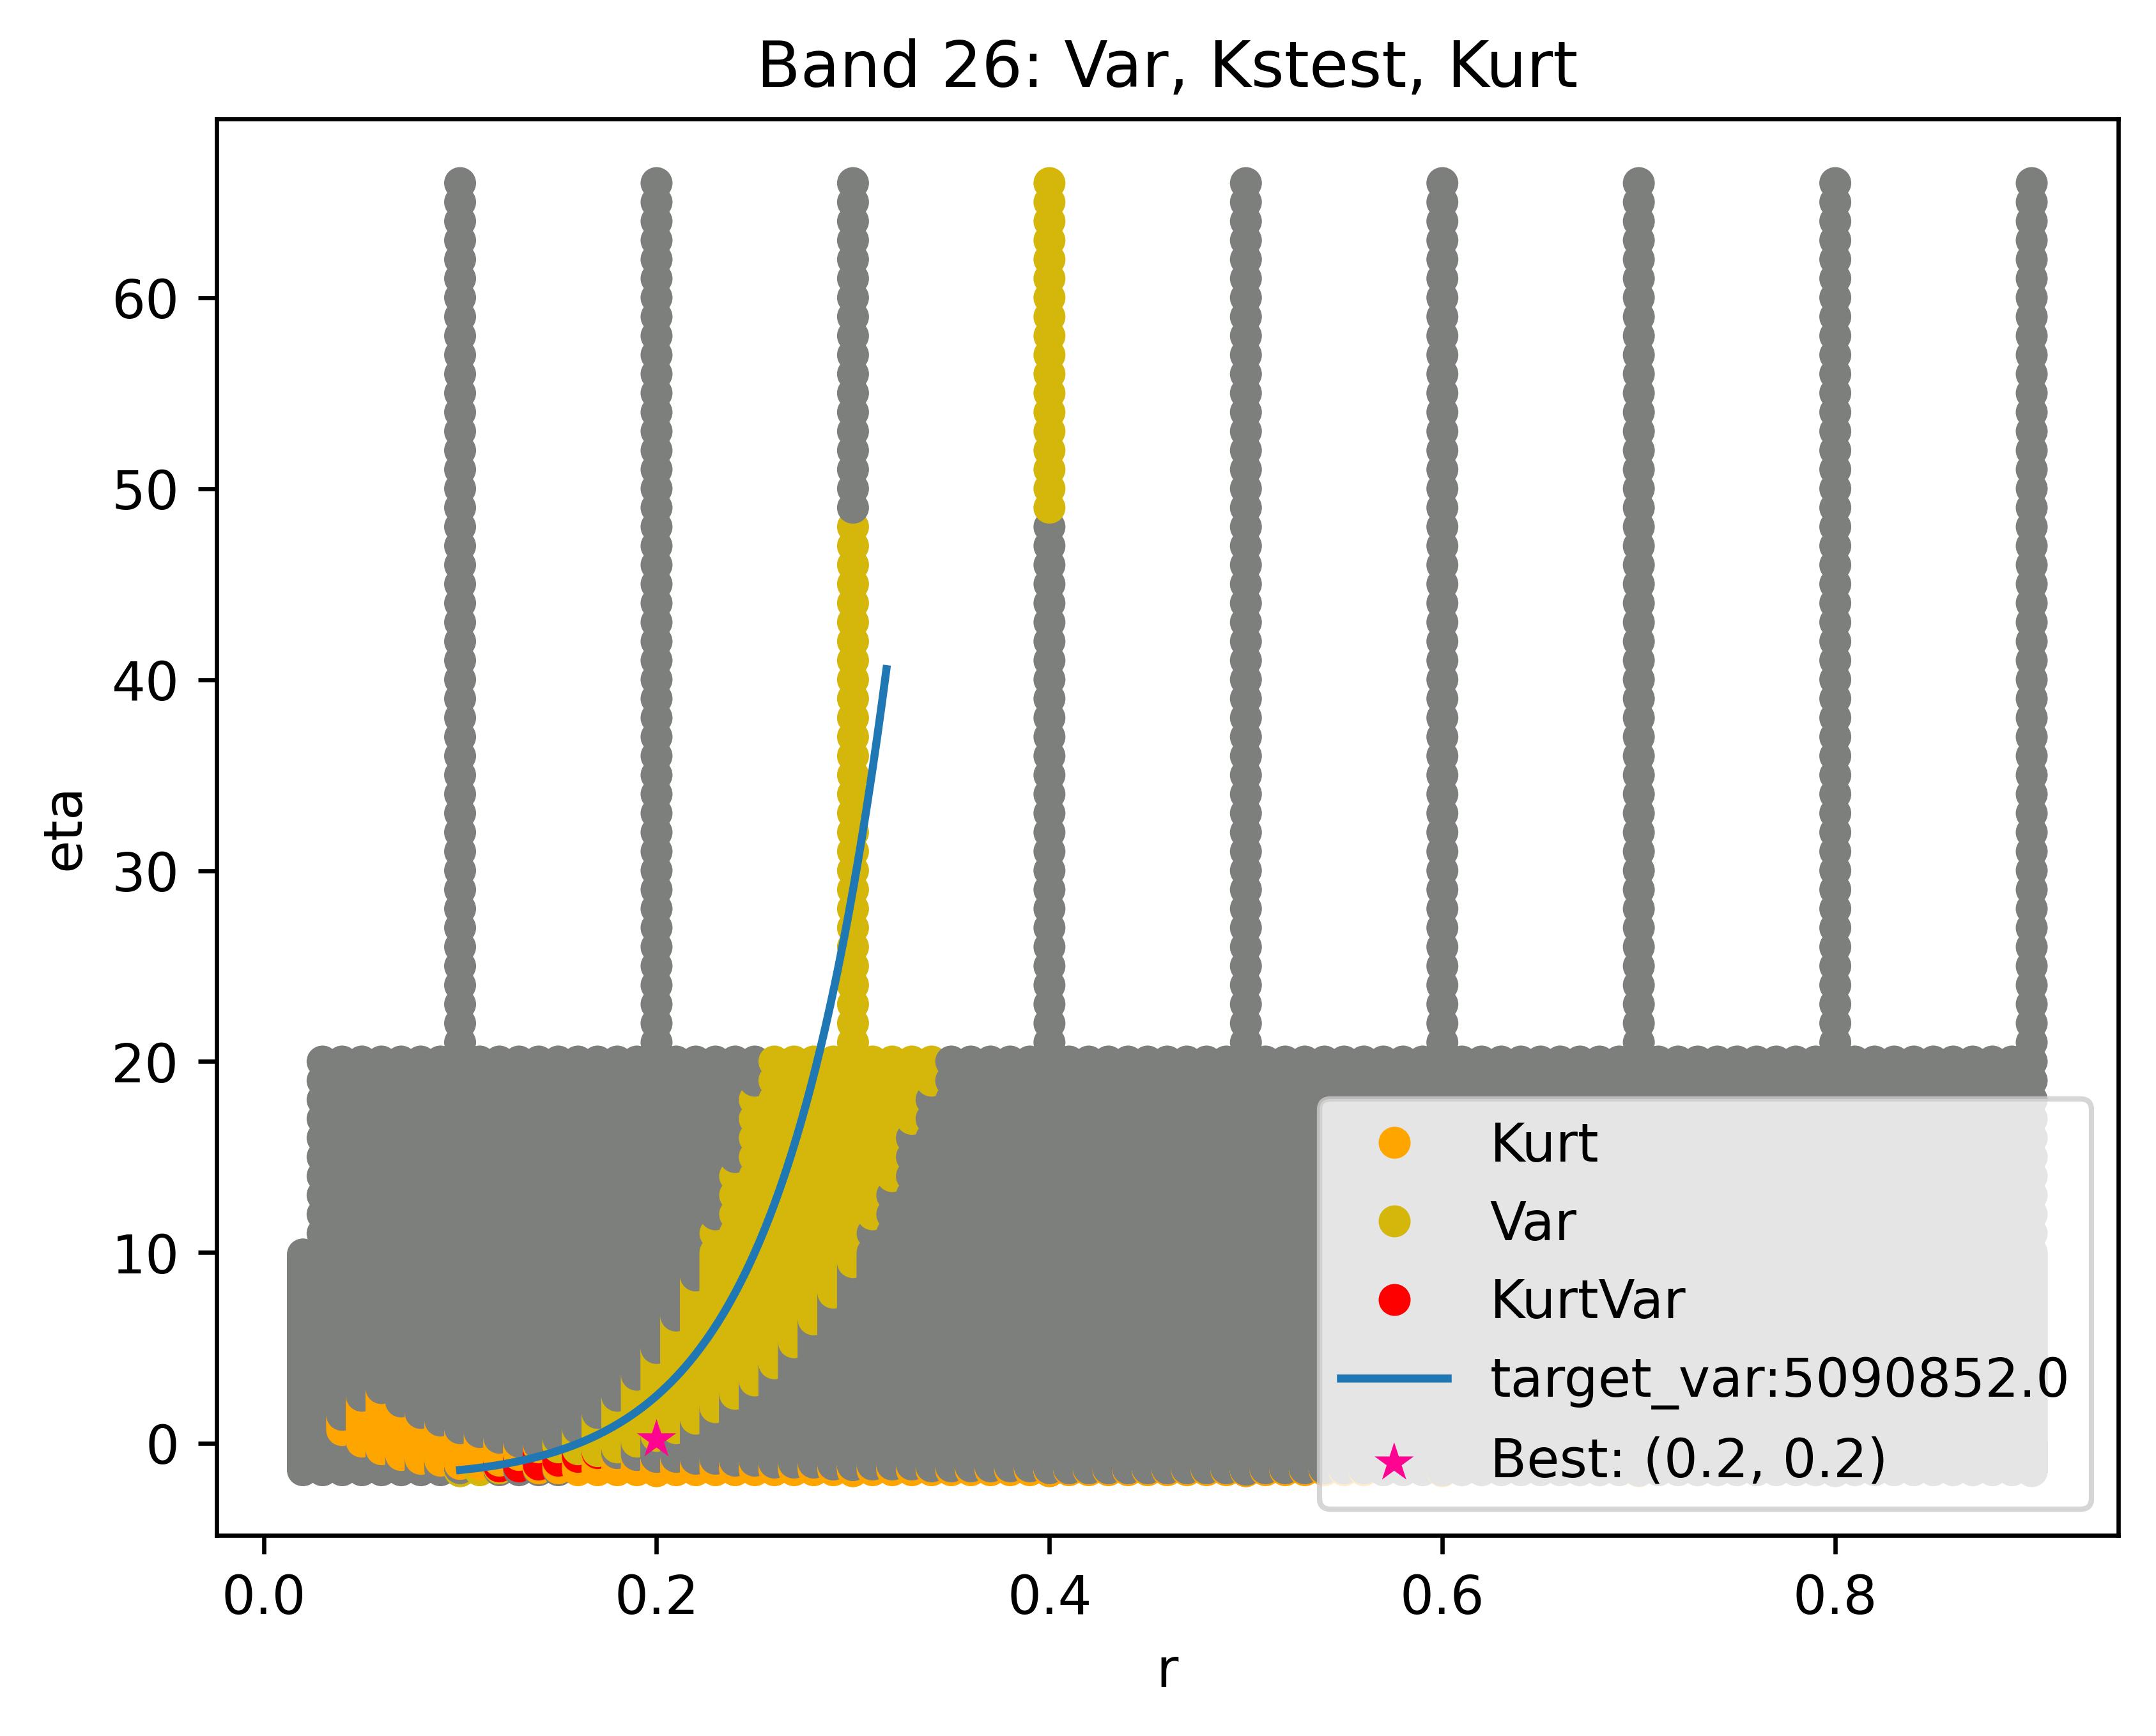 Band 26: Var, Kstest, Kurt
60
50
40
30
20
10
0
eta
Kurt
Var
KurtVar
target_var:5090852.0
Best: (0.2, 0.2)
0.0 0.2 0.4 0.6 0.8
r